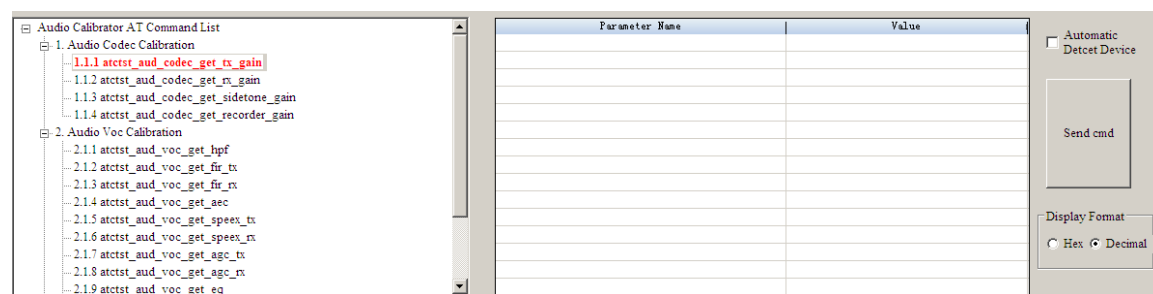 Audio Calibrator AT Command List
1. Audio Codec Calibration
1.1.1 atctst_aud_codec_get_tx_gain
1.1.2 atctst_aud_codec_get_rx_gain
1.1.3 atctst_aud_codec_get_sidetone_gain
1.1.4 atctst_aud_codec_get_recorder_gain
2. Audio Voc Calibration
2.1.1 atctst_aud_voc_get_hpf
2.1.2 atctst_aud_voc_get_fir_tx
2.1.3 atctst_aud_voc_get_fir_rx
2.1.4 atctst_aud_voc_get_aec
2.1.5 atctst_aud_voc_get_speex_tx
2.1.6 atctst_aud_voc_get_speex_rx
2.1.7 atctst_aud_voc_get_agc_tx
2.1.8 atctst_aud_voc_get_agc_rx
2.1.9 atctst_aud_voc_get_eq
Parameter Name Value
Automatic
Detcet Device
Send cmd
Display Format
Hex Decimal